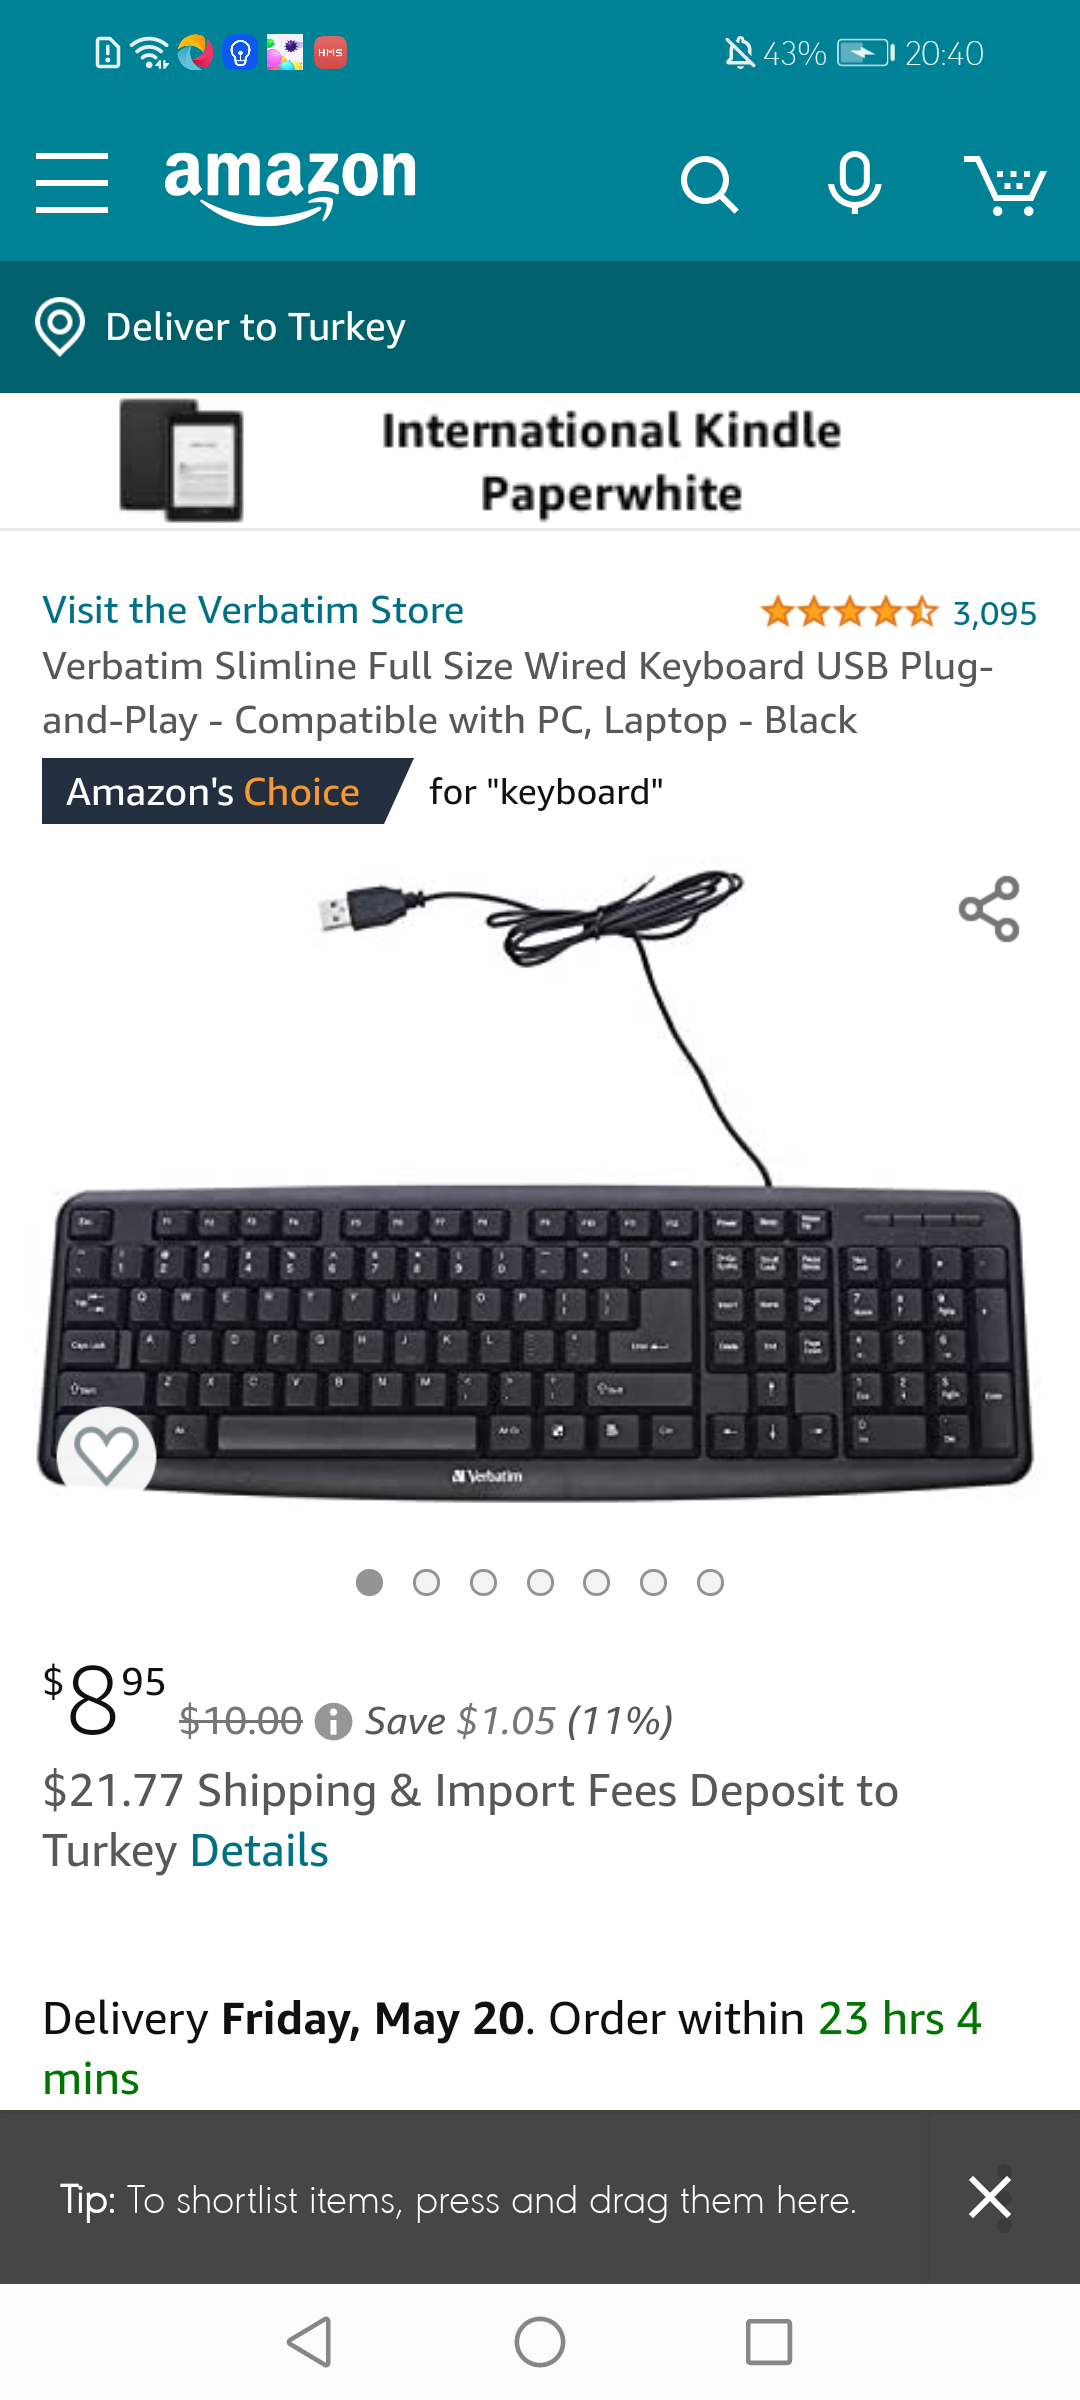 HMS
43%
20:40
amazon
Deliver to Turkey
International Kindle
Paperwhite
Visit the Verbatim Store
3,095
Verbatim Slimline Full Size Wired Keyboard USB Plug-
and-Play - Compatible with PC, Laptop - Black
Amazon's Choice for "keyboard"
Verbatim
$8 95 $10.00 Save $1.05 (11%)
$21.77 Shipping & Import Fees Deposit to
Turkey Details
Delivery Friday, May 20. Order within 23 hrs 4
mins
Tip: To shortlist items, press and drag them here.